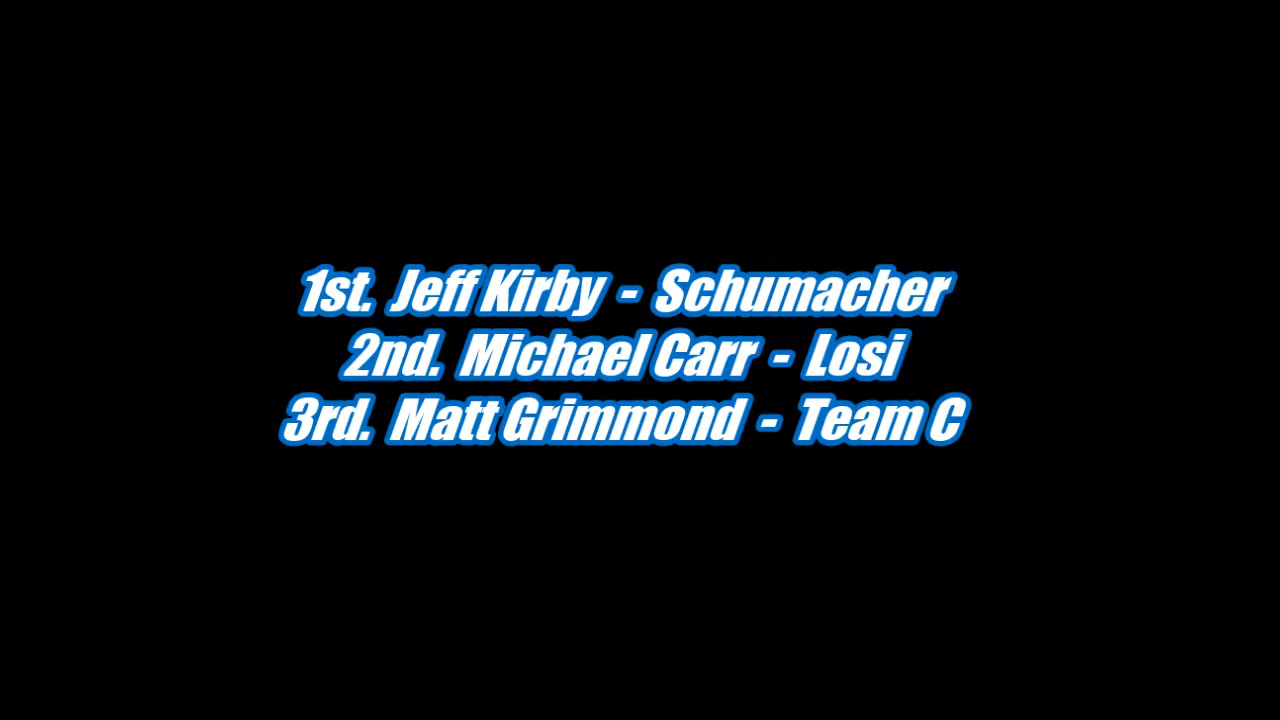 1st. Jeff Kirby - Schumacher
2nd. Michael Carr - Losi
3rd. Matt Grimmond - Team C